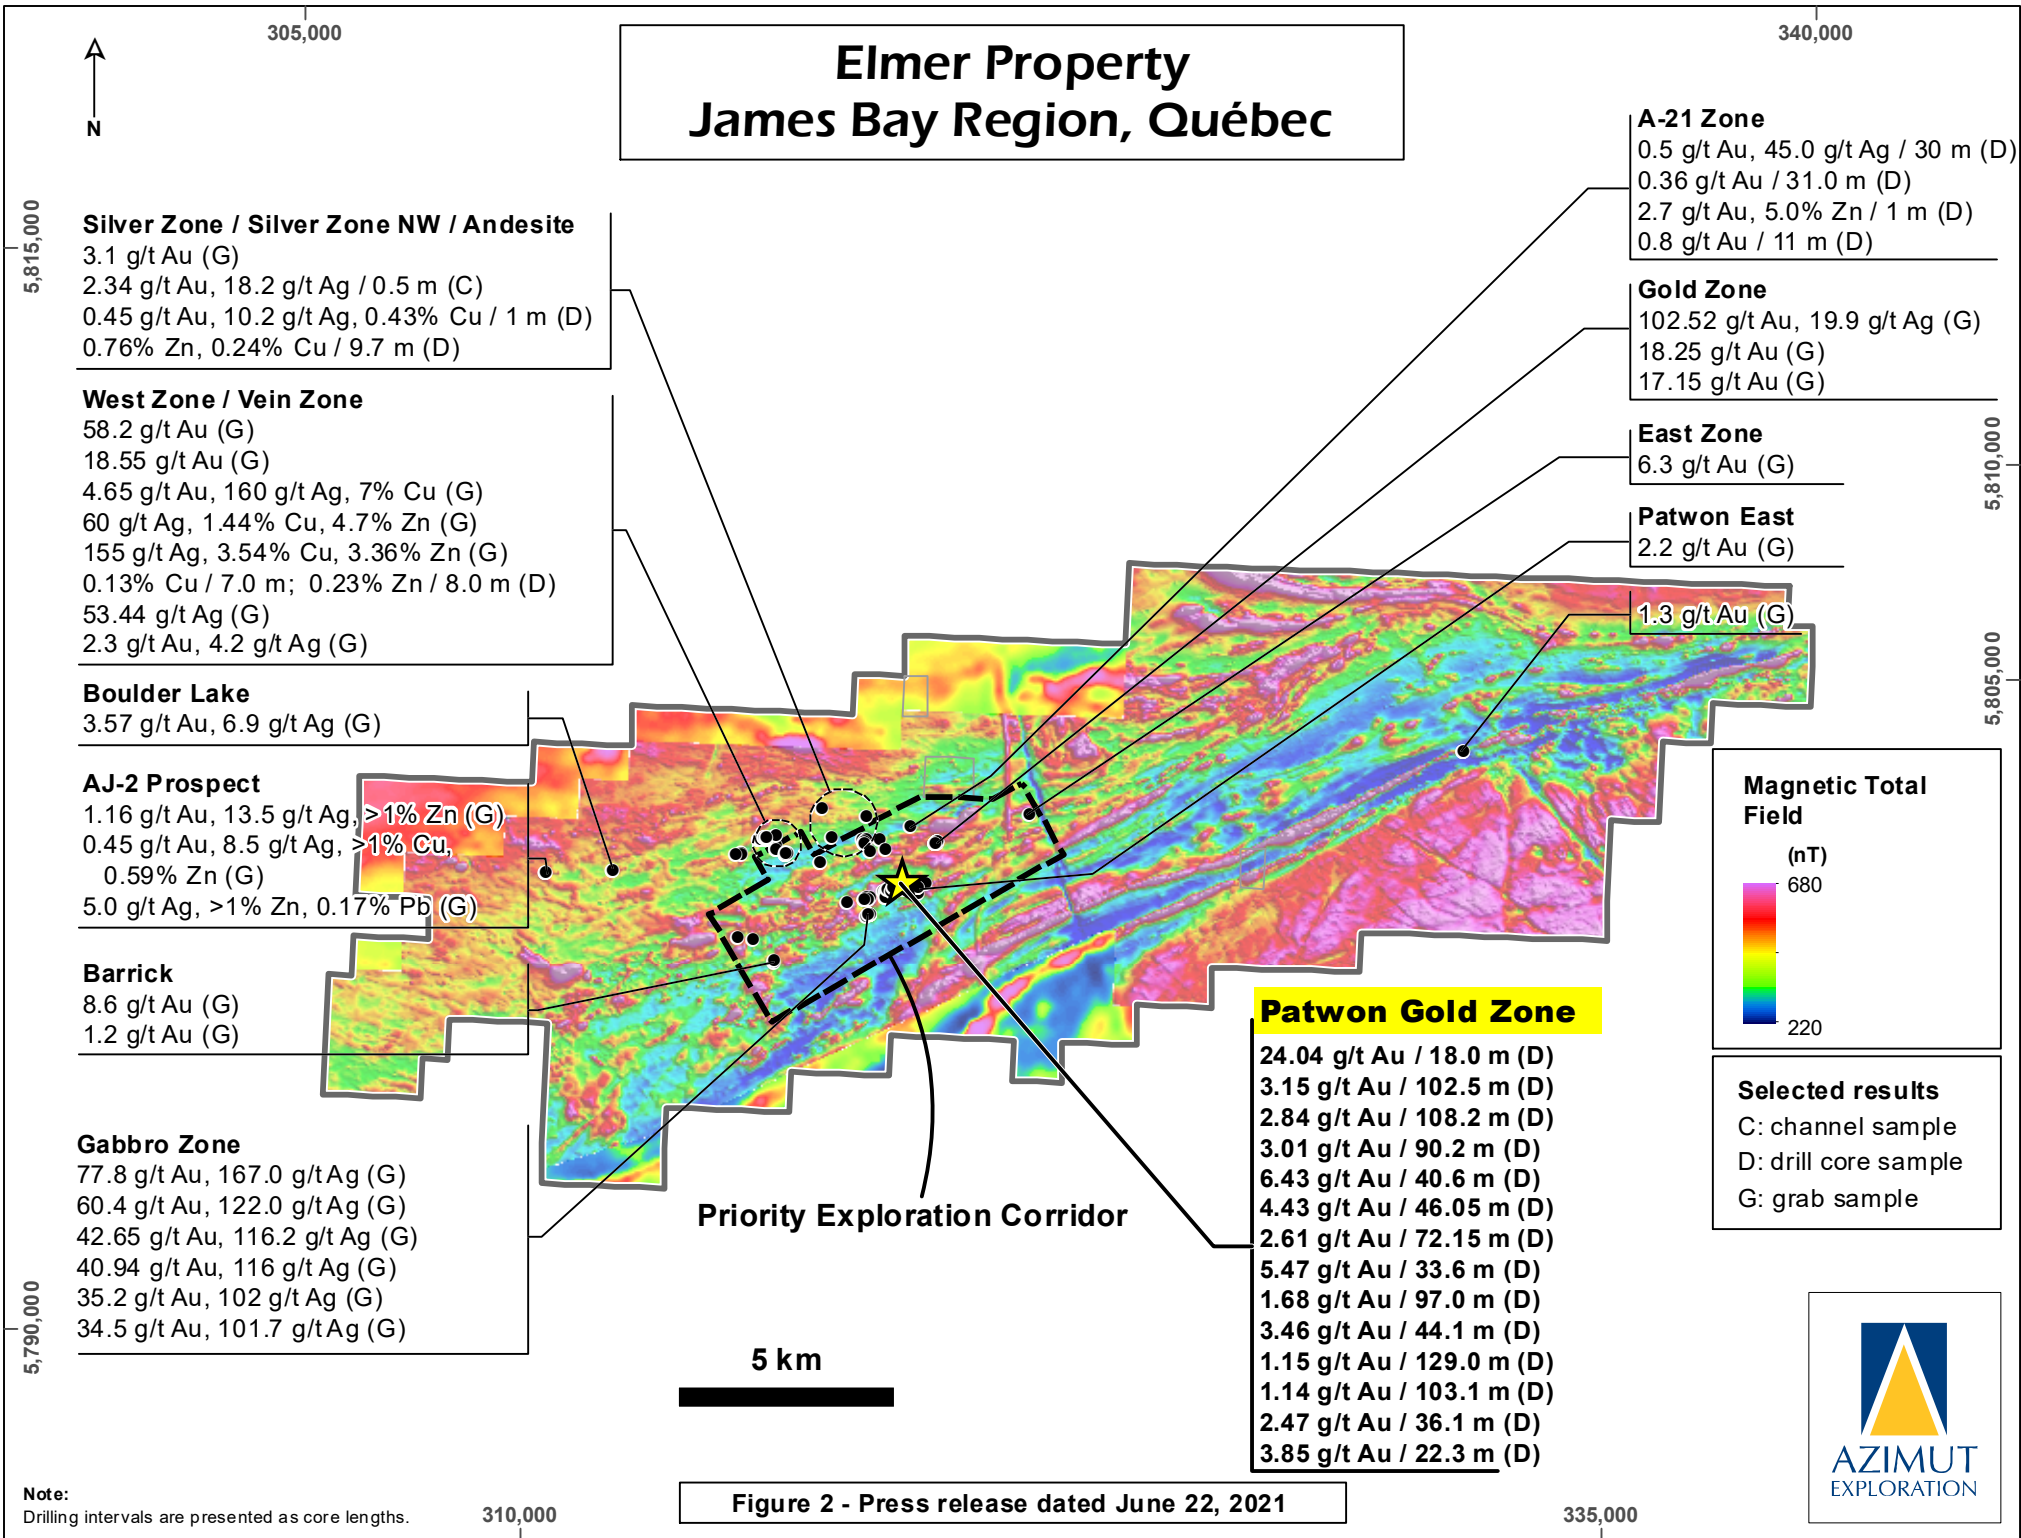 305,000
340,000
N
Elmer Property
James Bay Region, Québec
5,815,000
5,790,000
5,810,000
5,805,000
Silver Zone / Silver Zone NW / Andesite
3.1 g/t Au (G)
2.34 g/t Au, 18.2 g/t Ag / 0.5 m (C)
0.45 g/t Au, 10.2 g/t Ag, 0.43% Cu / 1 m (D)
0.76% Zn, 0.24% Cu / 9.7 m (D)
West Zone / Vein Zone
58.2 g/t Au (G)
18.55 g/t Au (G)
4.65 g/t Au, 160 g/t Ag, 7% Cu (G)
60 g/t Ag, 1.44% Cu, 4.7% Zn (G)
155 g/t Ag, 3.54% Cu, 3.36% Zn (G)
0.13% Cu / 7.0 m; 0.23% Zn / 8.0 m (D)
53.44 g/t Ag (G)
2.3 g/t Au, 4.2 g/t Ag (G)
Boulder Lake
3.57 g/t Au, 6.9 g/t Ag (G)
AJ-2 Prospect
1.16 g/t Au, 13.5 g/t Ag, >1% Zn (G)
0.45 g/t Au, 8.5 g/t Ag, >1% Cu,
0.59% Zn (G)
5.0 g/t Ag, >1% Zn, 0.17% Pb (G)
Barrick
8.6 g/t Au (G)
1.2 g/t Au (G)
Gabbro Zone
77.8 g/t Au, 167.0 g/t Ag (G)
60.4 g/t Au, 122.0 g/t Ag (G)
42.65 g/t Au, 116.2 g/t Ag (G)
40.94 g/t Au, 116 g/t Ag (G)
35.2 g/t Au, 102 g/t Ag (G)
34.5 g/t Au, 101.7 g/t Ag (G)
A-21 Zone
0.5 g/t Au, 45.0 g/t Ag / 30 m (D)
0.36 g/t Au / 31.0 m (D)
2.7 g/t Au, 5.0% Zn / 1 m (D)
0.8 g/t Au / 11 m (D)
Gold Zone
102.52 g/t Au, 19.9 g/t Ag (G)
18.25 g/t Au (G)
17.15 g/t Au (G)
East Zone
6.3 g/t Au (G)
Patwon East
2.2 g/t Au (G)
1.3 g/t Au (G)
Magnetic Total
Field
(nT)
680
220
Selected results
C: channel sample
D: drill core sample
G: grab sample
Patwon Gold Zone
24.04 g/t Au / 18.0 m (D)
3.15 g/t Au / 102.5 m (D)
2.84 g/t Au / 108.2 m (D)
3.01 g/t Au / 90.2 m (D)
6.43 g/t Au / 40.6 m (D)
4.43 g/t Au / 46.05 m (D)
2.61 g/t Au / 72.15 m (D)
5.47 g/t Au / 33.6 m (D)
1.68 g/t Au / 97.0 m (D)
3.46 g/t Au / 44.1 m (D)
1.15 g/t Au / 129.0 m (D)
1.14 g/t Au / 103.1 m (D)
2.47 g/t Au / 36.1 m (D)
3.85 g/t Au / 22.3 m (D)
Priority Exploration Corridor
5 km
AZIMUT
EXPLORATION
Note:
Drilling intervals are presented as core lengths.
Figure 2 - Press release dated June 22, 2021
310,000
335,000